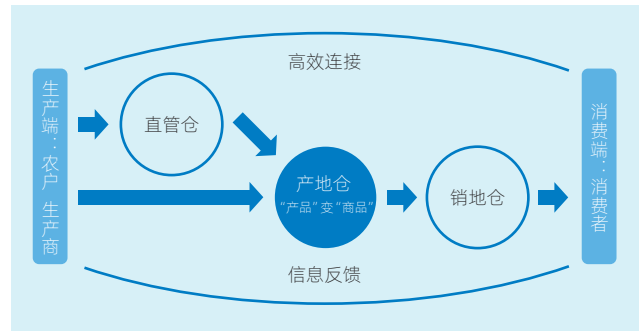 高效连接
生产端：农户 生产商
直管仓
产地仓
“产品”变“商品”
销地仓
消费端：消费者
信息反馈